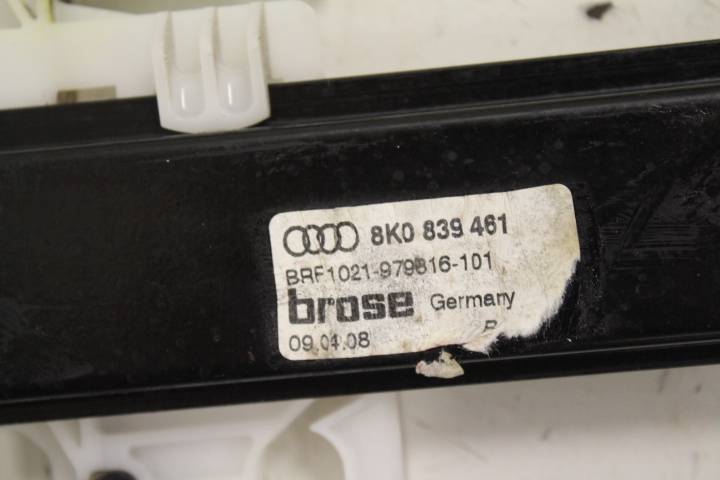 8K0 839 461
BRF1021-979816-101
brose Germany
09.04.08